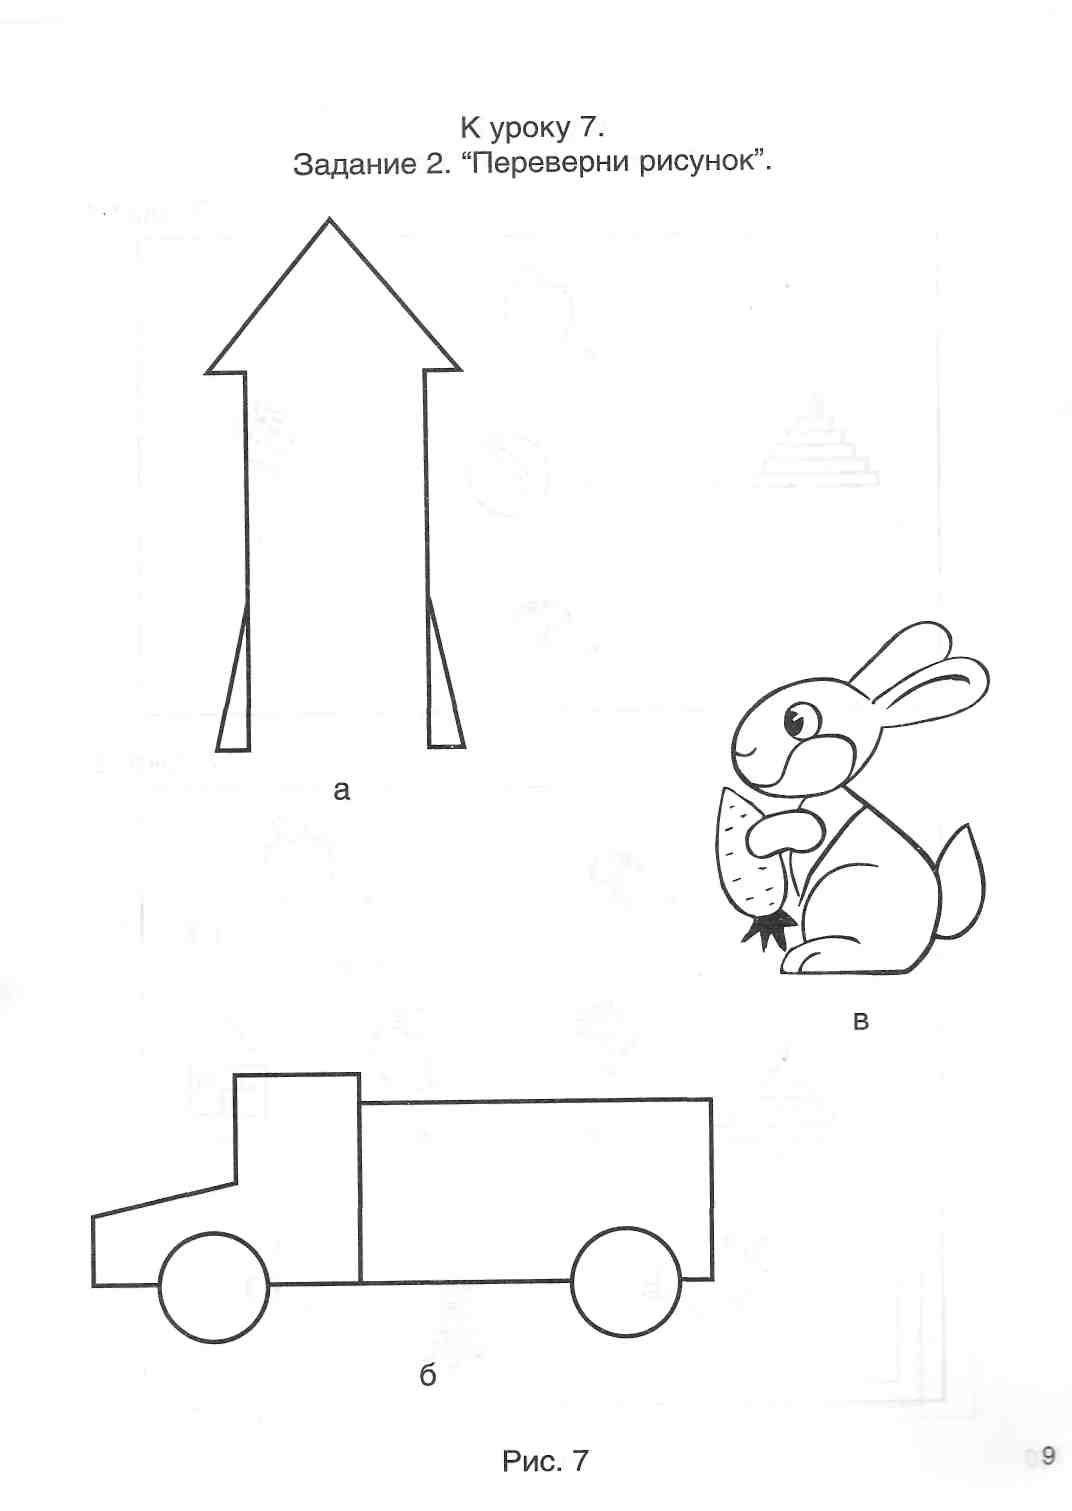 К уроку 7.
Задание 2. “Переверни рисунок”.
а
в
б
Рис. 7
9